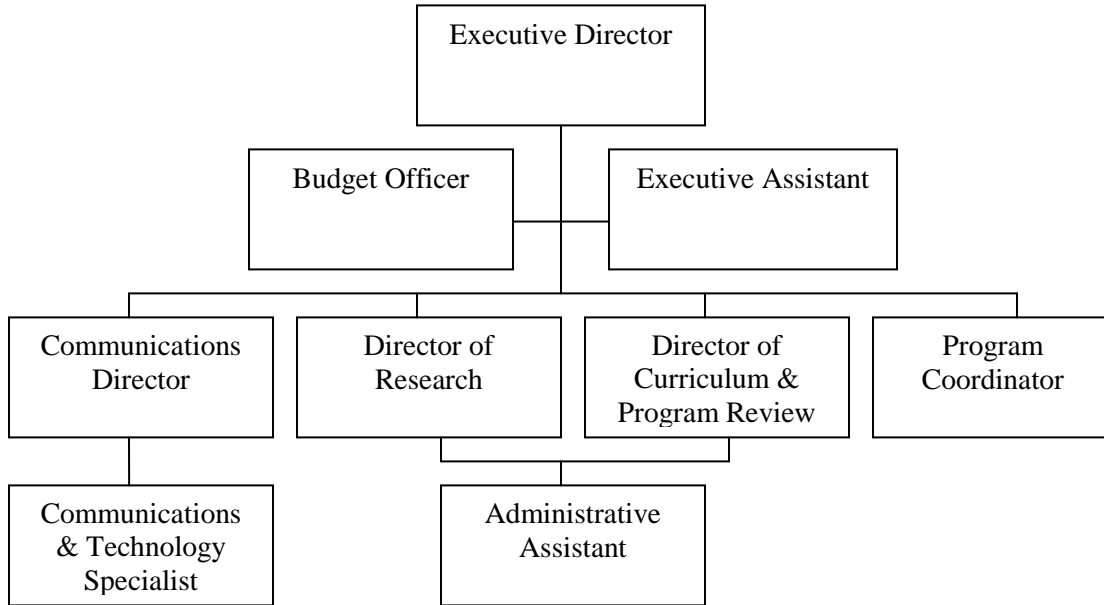 Executive Director
Budget Officer
Executive Assistant
Communications
Director
Director of
Research
Director of
Curriculum &
Program Review
Program
Coordinator
Communications
& Technology
Specialist
Administrative
Assistant